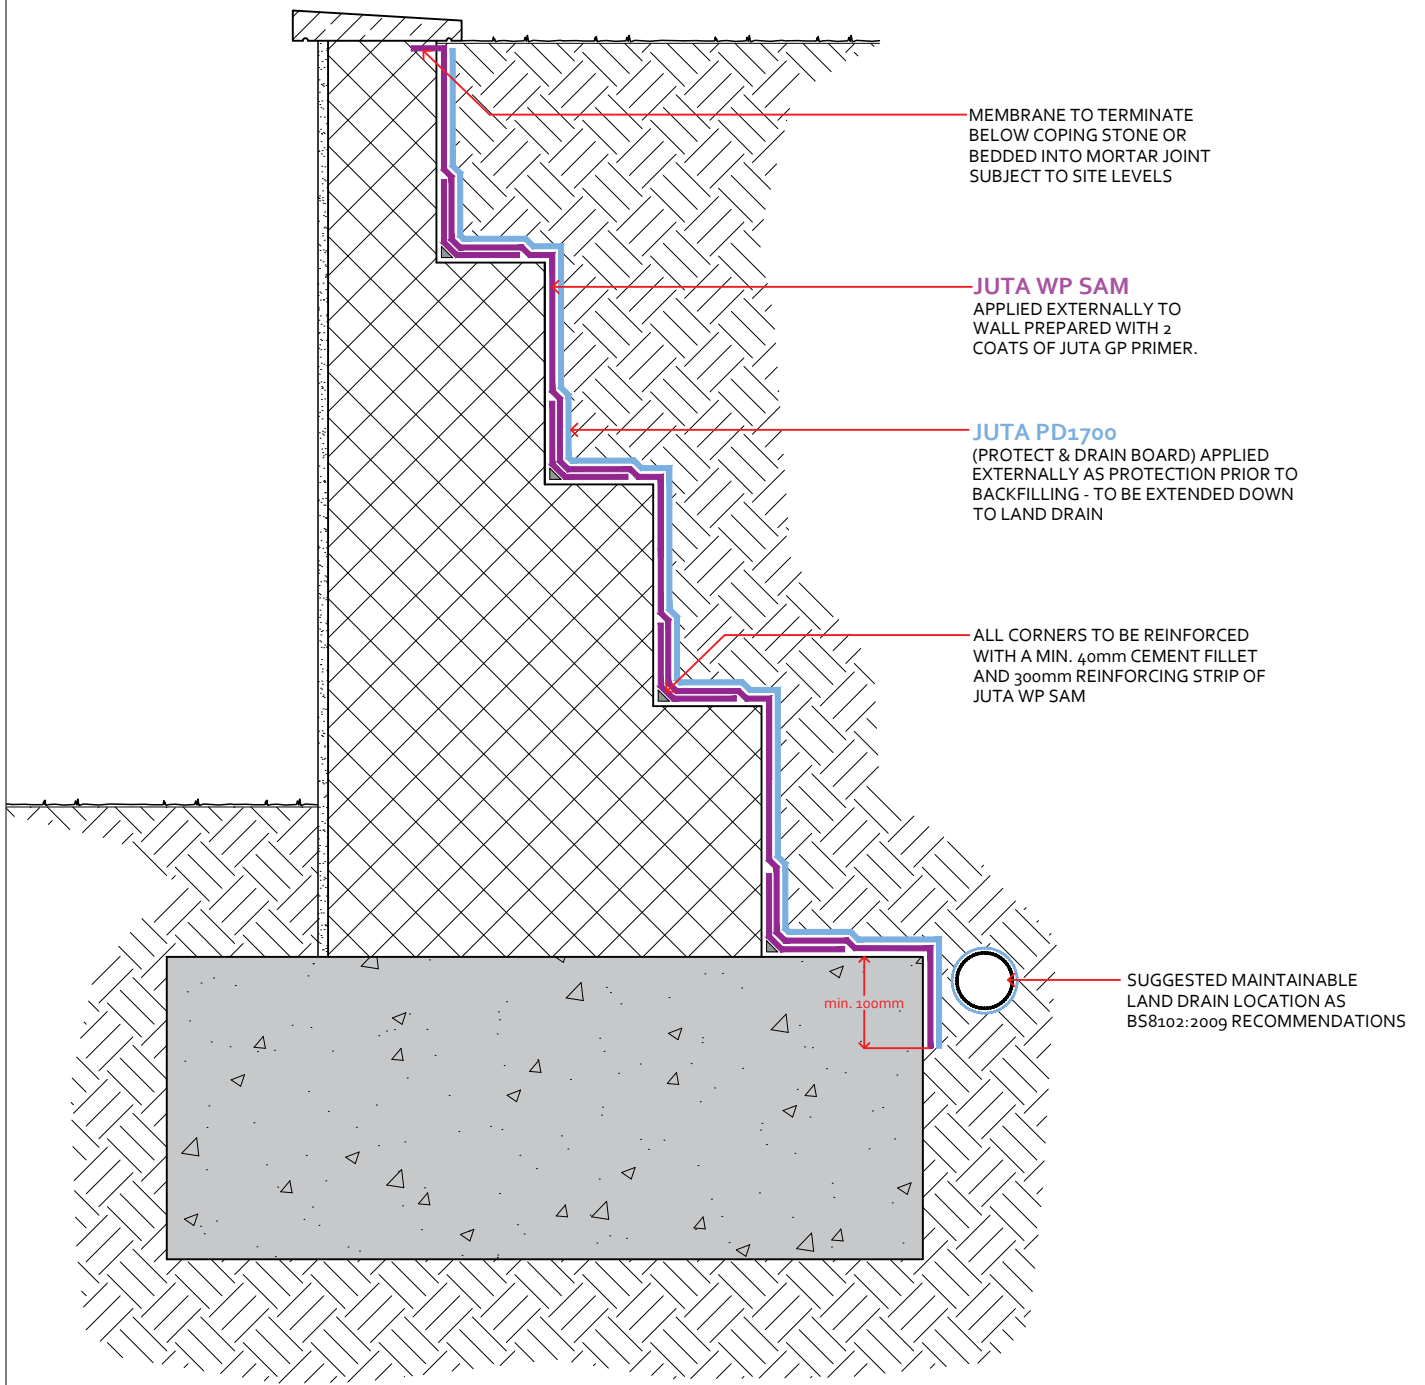 MEMBRANE TO TERMINATE
BELOW COPING STONE OR
BEDDED INTO MORTAR JOINT
SUBJECT TO SITE LEVELS
JUTA WP SAM
APPLIED EXTERNALLY TO
WALL PREPARED WITH 2
COATS OF JUTA GP PRIMER.
JUTA PD1700
(PROTECT & DRAIN BOARD) APPLIED
EXTERNALLY AS PROTECTION PRIOR TO
BACKFILLING - TO BE EXTENDED DOWN
TO LAND DRAIN
ALL CORNERS TO BE REINFORCED
WITH A MIN. 40mm CEMENT FILLET
AND 300mm REINFORCING STRIP OF
JUTA WP SAM
min. 100mm
SUGGESTED MAINTAINABLE
LAND DRAIN LOCATION AS
BS8102:2009 RECOMMENDATIONS